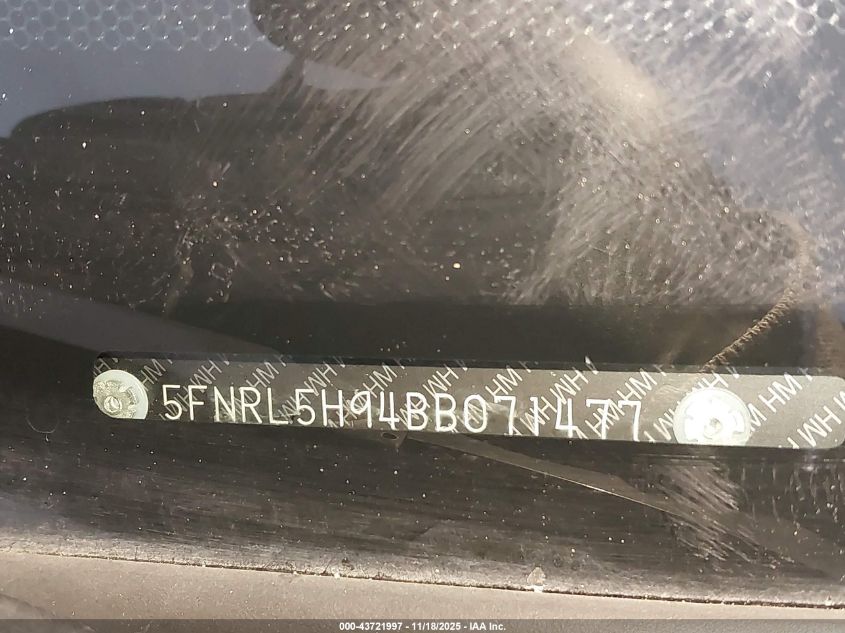 5FNRL5H94BB071477
000-43721997 - 11/18/2025 - IAA Inc.